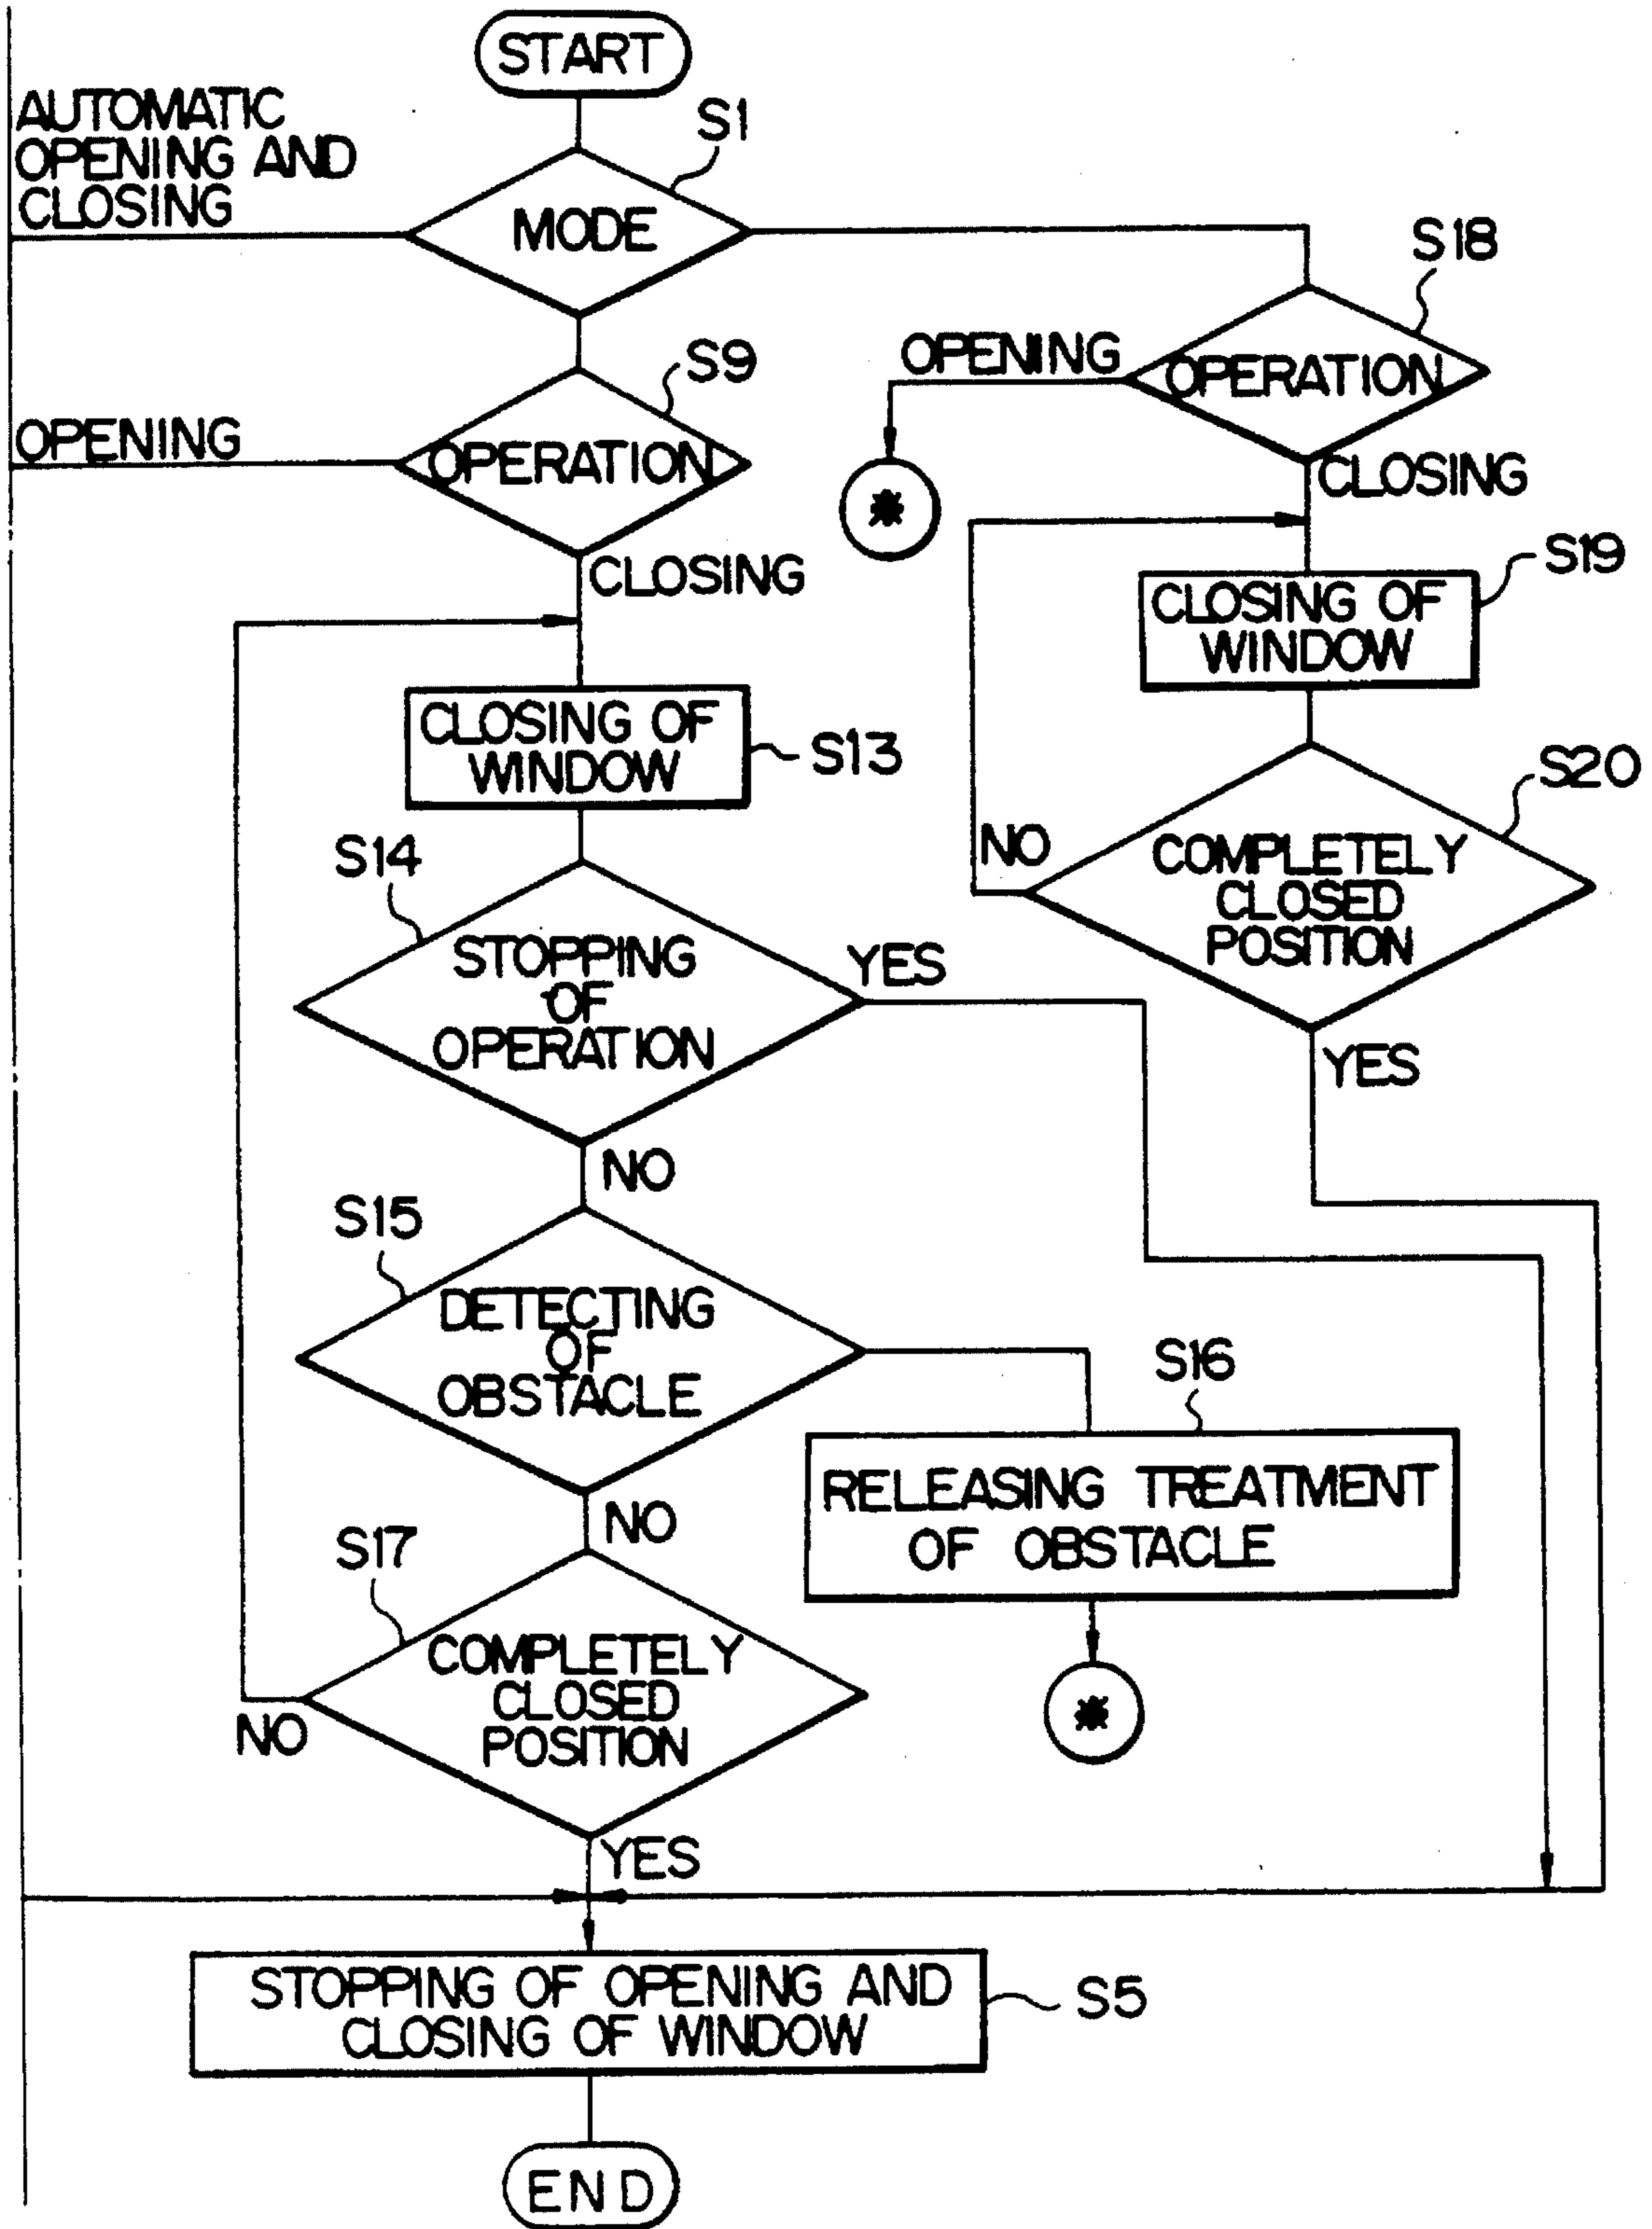 START
AUTOMATIC
OPENING AND
CLOSING
S1
MODE
S18
OPENING
OPERATION
S9
OPENING
OPERATION
CLOSING
*
CLOSING
S19
CLOSING OF
WINDOW
CLOSING OF
WINDOW
S13
S20
NO
COMPLETELY
CLOSED
POSITION
S14
STOPPING
OF
OPERATION
YES
YES
NO
S15
DETECTING
OF
OBSTACLE
S16
RELEASING TREATMENT
OF OBSTACLE
NO
S17
COMPLETELY
CLOSED
POSITION
*
NO
YES
STOPPING OF OPENING AND
CLOSING OF WINDOW
S5
END